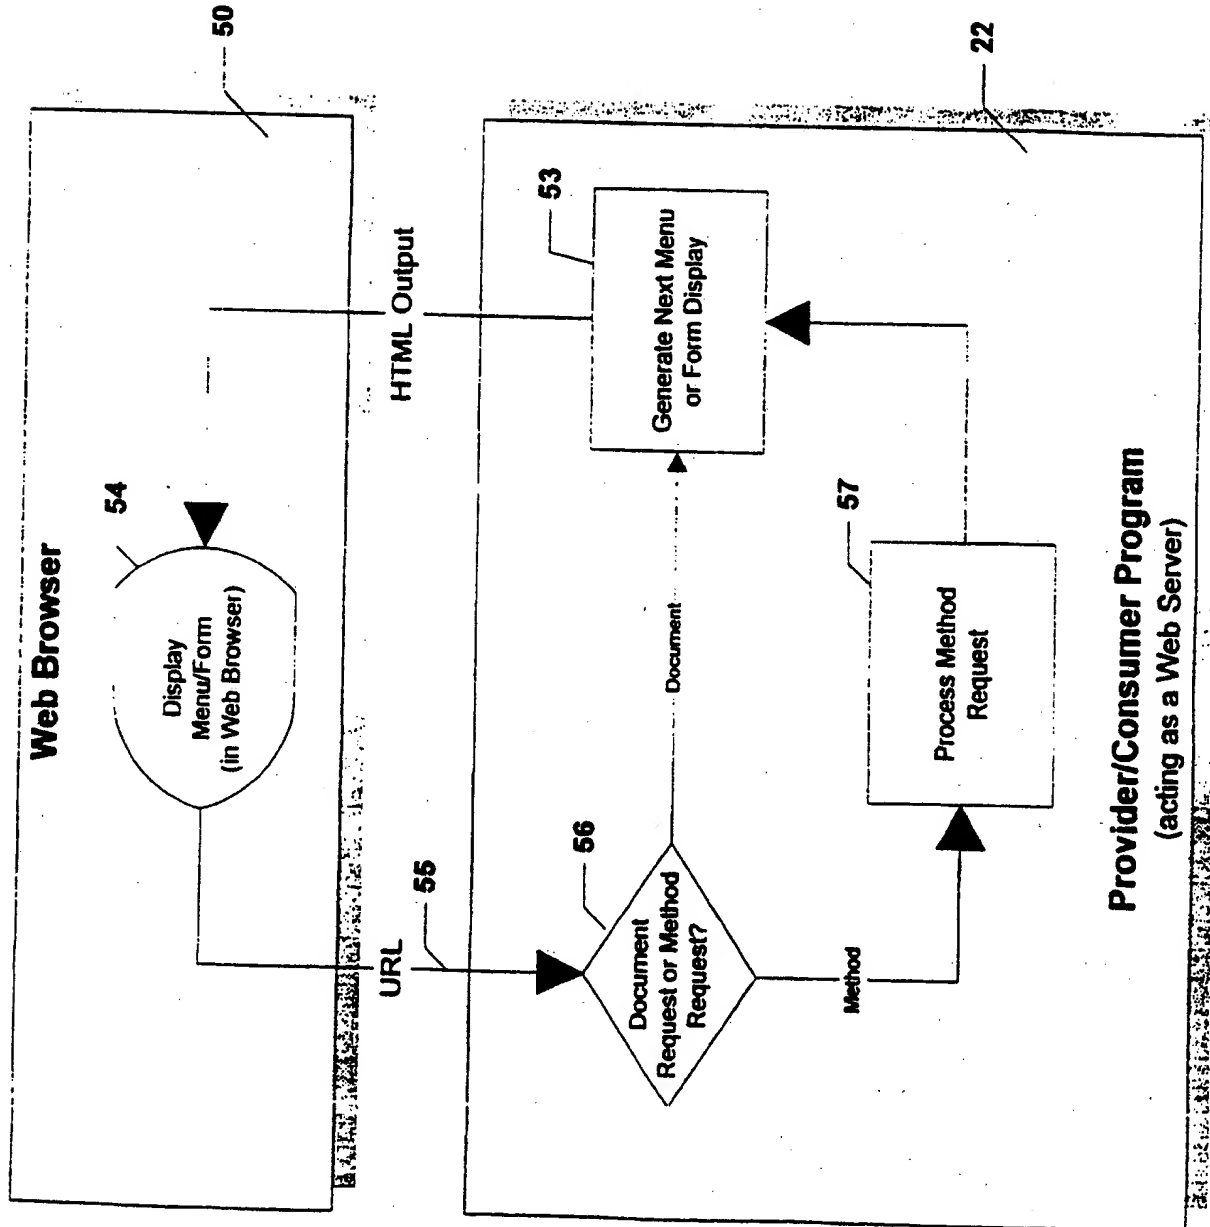 Web Browser
50
54
Display
Menu/Form
(in Web Browser)
URL
55
HTML Output
22
56
Document
Request or Method
Request?
Document
53
Generate Next Menu
or Form Display
Method
57
Process Method
Request
Provider/Consumer Program
(acting as a Web Server)